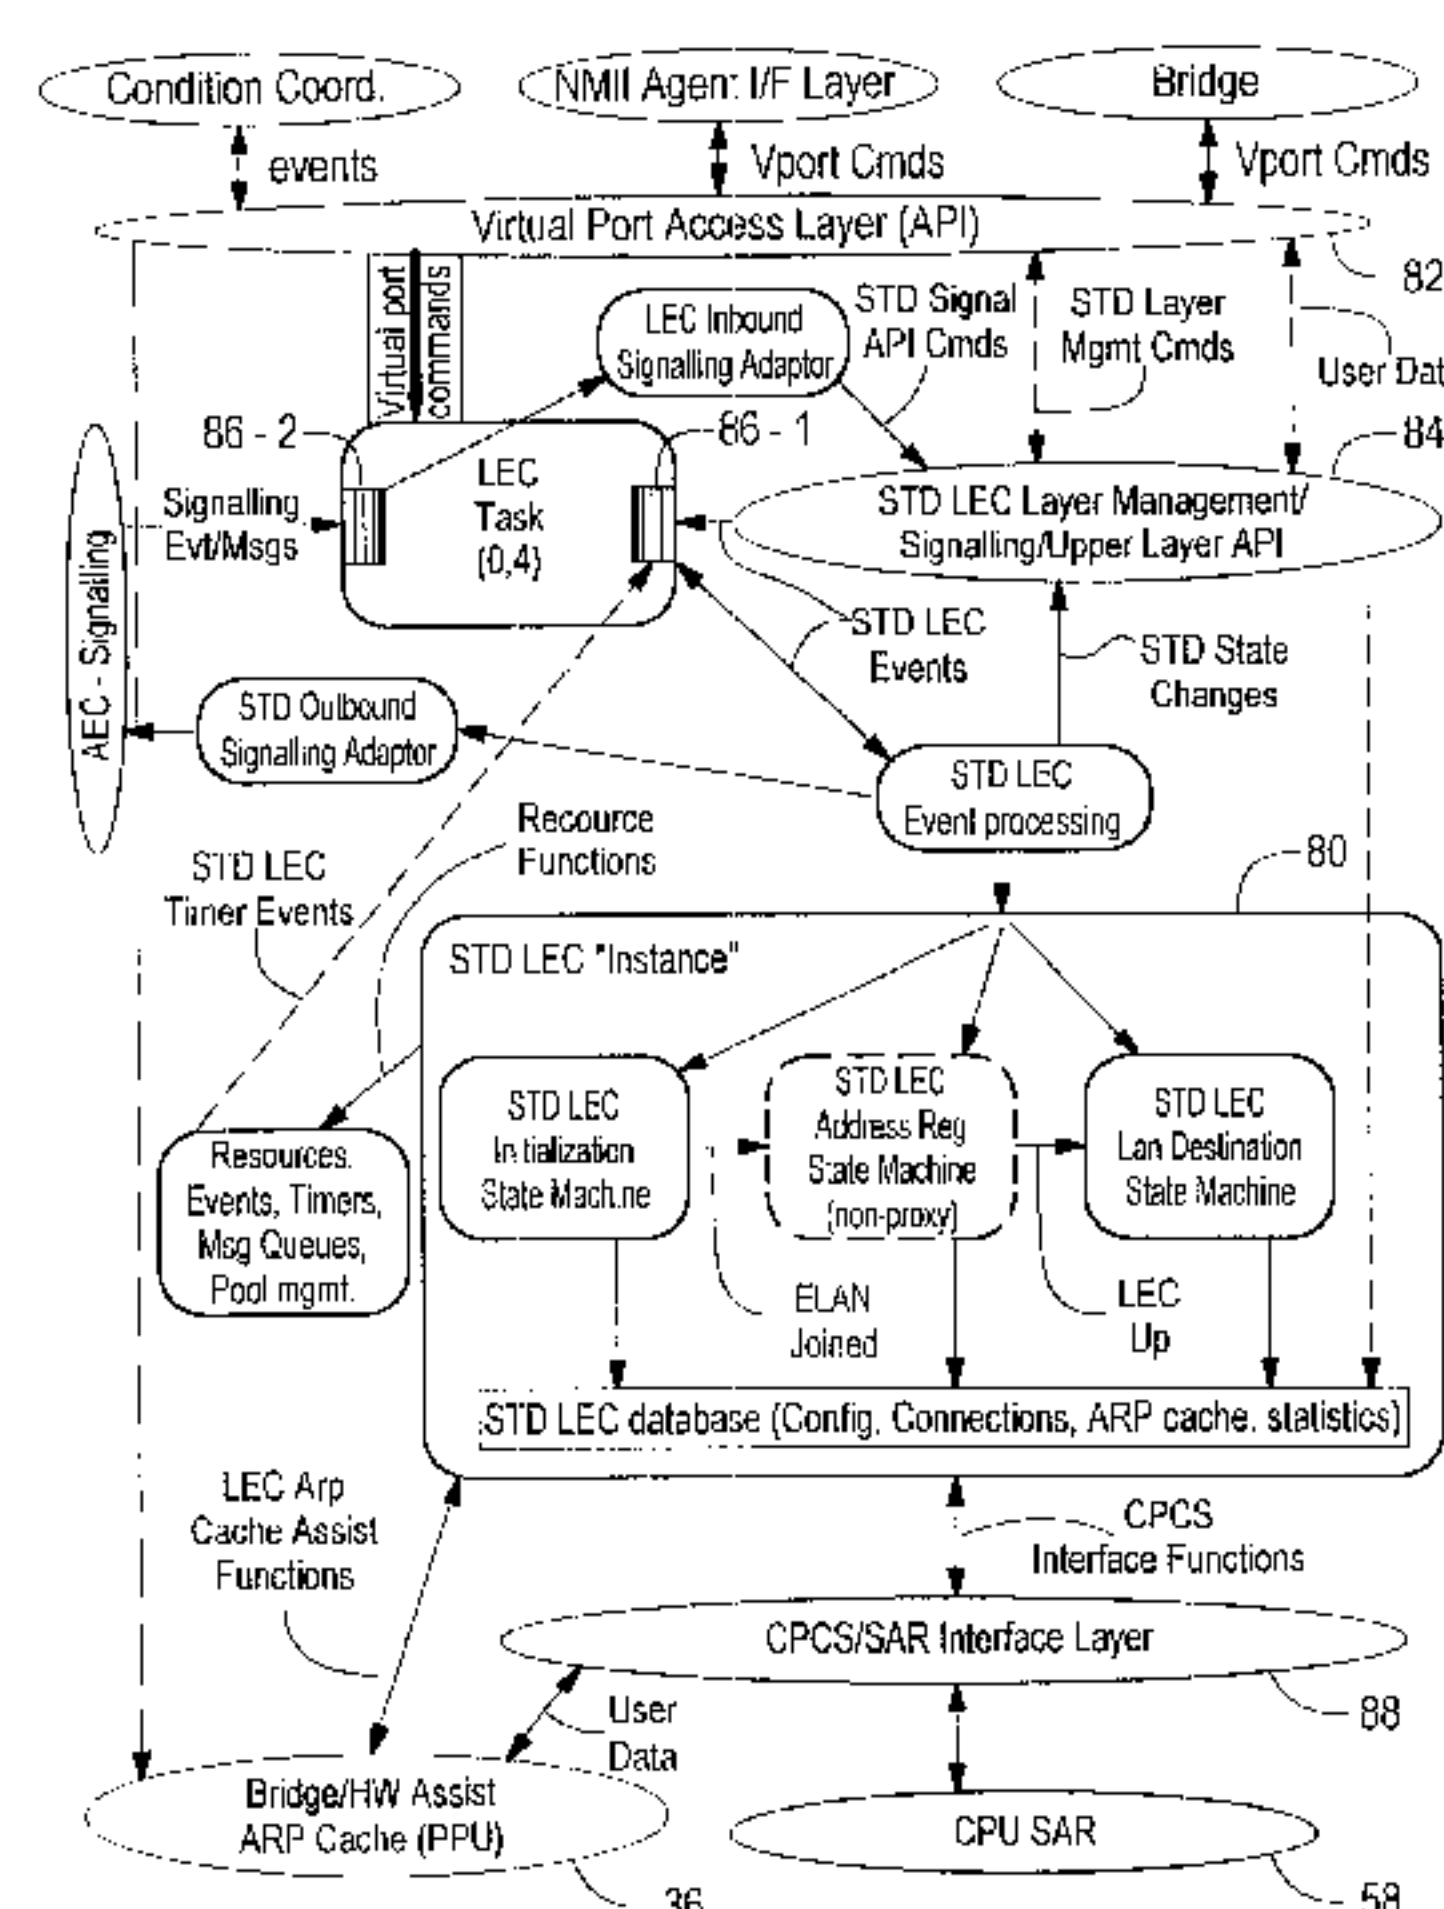 Condition Coord.
NMII Agent I/F Layer
Bridge
events
Vport Cmds
Vport Cmds
Virtual Port Access Layer (API)
82
Virtual port
commands
LEC Inbound
Signalling Adaptor
STD Signal
API Cmds
STD Layer
Mgmt Cmds
User Dat
86 - 2
86 - 1
84
LEC
Task
(0,4)
Signalling
Evt/Msgs
STD LEC Layer Management/
Signalling/Upper Layer API
AEC - Signalling
STD LEC
Events
STD State
Changes
STD Outbound
Signalling Adaptor
STD LEC
Event processing
Recource
Functions
STD LEC
Timer Events
80
STD LEC "Instance"
STD LEC
Initialization
State Machine
STD LEC
Address Reg
State Machine
(non-proxy)
STD LEC
Lan Destination
State Machine
Resources.
Events, Timers,
Msg Queues,
Pool mgmt.
ELAN
Joined
LEC
Up
STD LEC database (Config, Connections, ARP cache, statistics)
LEC Arp
Cache Assist
Functions
CPCS
Interface Functions
CPCS/SAR Interface Layer
88
User
Data
Bridge/HW Assist
ARP Cache (PPU)
36
CPU SAR
58